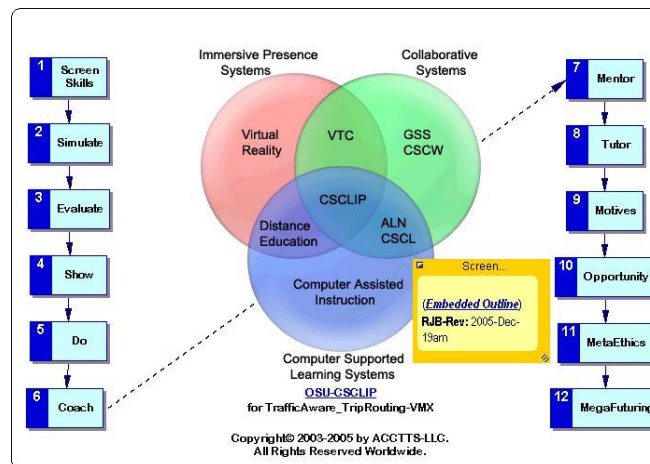 1
Screen
Skills
2
Simulate
3
Evaluate
4
Show
5
Do
6
Coach
Immersive Presence
Systems
Collaborative
Systems
Virtual
Reality
VTC
GSS
CSCW
CSCLIP
Distance
Education
ALN
CSCL
Computer Assisted
Instruction
Computer Supported
Learning Systems
OSU-CSCLIP
for TrafficAware_TripRouting-VMX
Copyright© 2003-2005 by ACCTTS-LLC.
All Rights Reserved Worldwide.
Screen...
(Embedded Outline)
RJB-Rev: 2005-Dec-
19am
7
Mentor
8
Tutor
9
Motives
10
Opportunity
11
MetaEthics
12
MegaFuturing